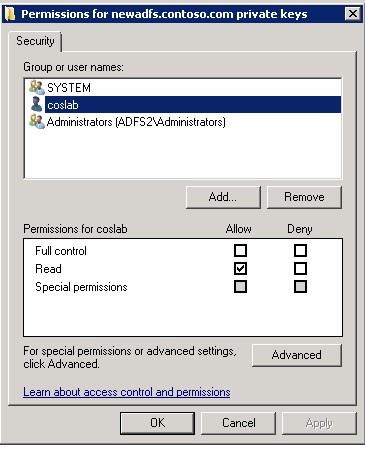 Permissions for newadfs.contoso.com private keys
Security
Group or user names:
SYSTEM
coslab
Administrators (ADFS2\Administrators)
Add...
Remove
Permissions for coslab
Allow
Deny
Full control
Read
Special permissions
For special permissions or advanced settings,
click Advanced.
Advanced
Learn about access control and permissions
OK
Cancel
Apply